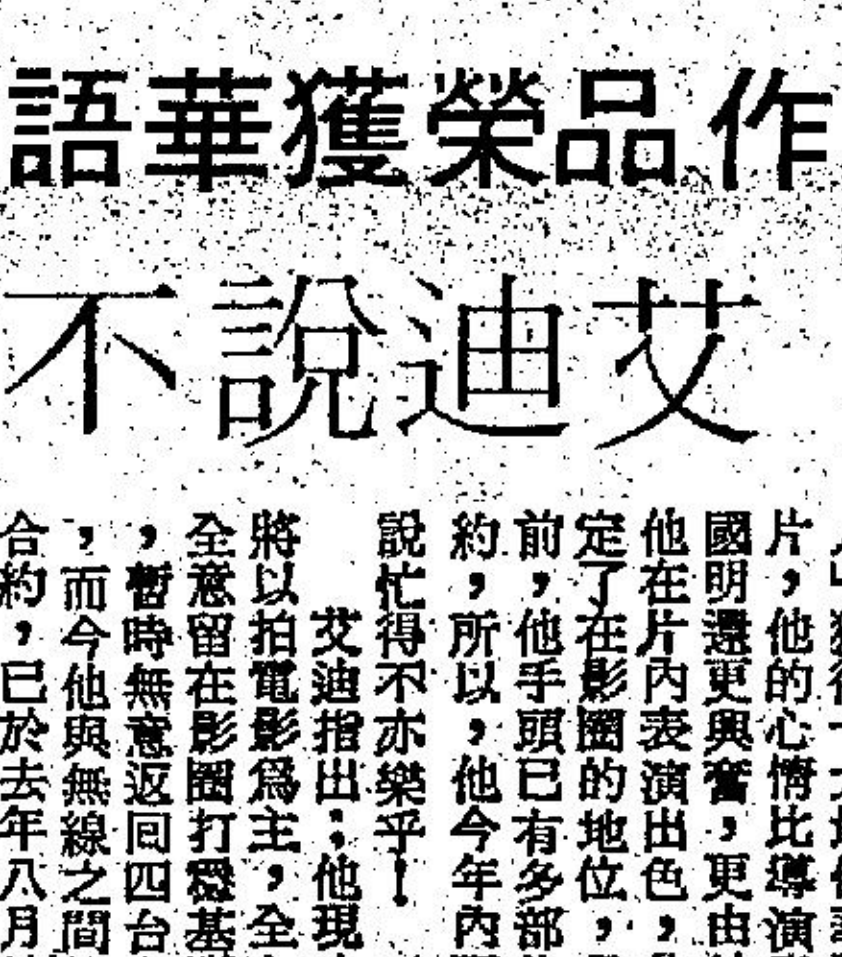 作品榮獲華語
艾迪說不
片，他的心情比導演
國明還更興奮，更由
他在片內表演出色，
定了在影圈的地位，
前，他手頭已有多部
約，所以，他今年內
說忙得不亦樂乎！
艾迪指出：他現
將以拍電影爲主，全
全意留在影圈打穩基
，暫時無意返囘四台
，而今他與無線之間
合約，已於去年八月